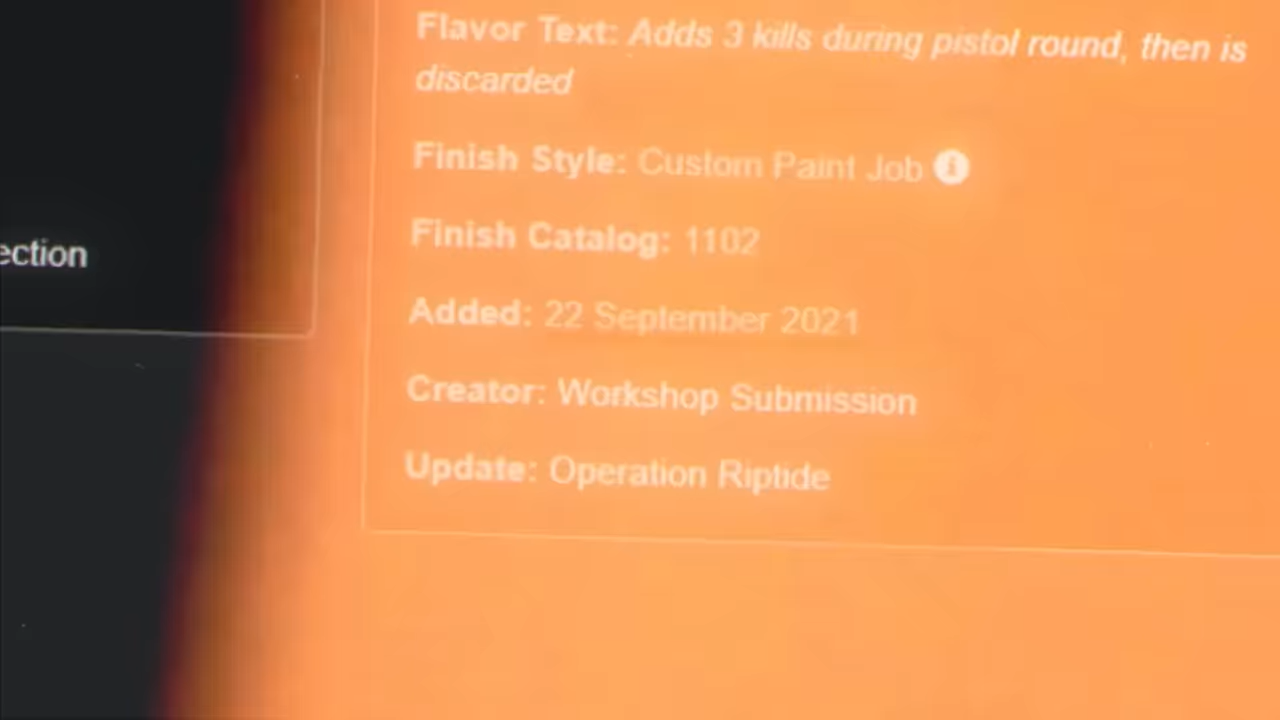 Flavor Text: Adds 3 kills during pistol round, then is
discarded
Finish Style: Custom Paint Job
Finish Catalog: 1102
ection
Added: 22 September 2021
Creator: Workshop Submission
Update: Operation Riptide